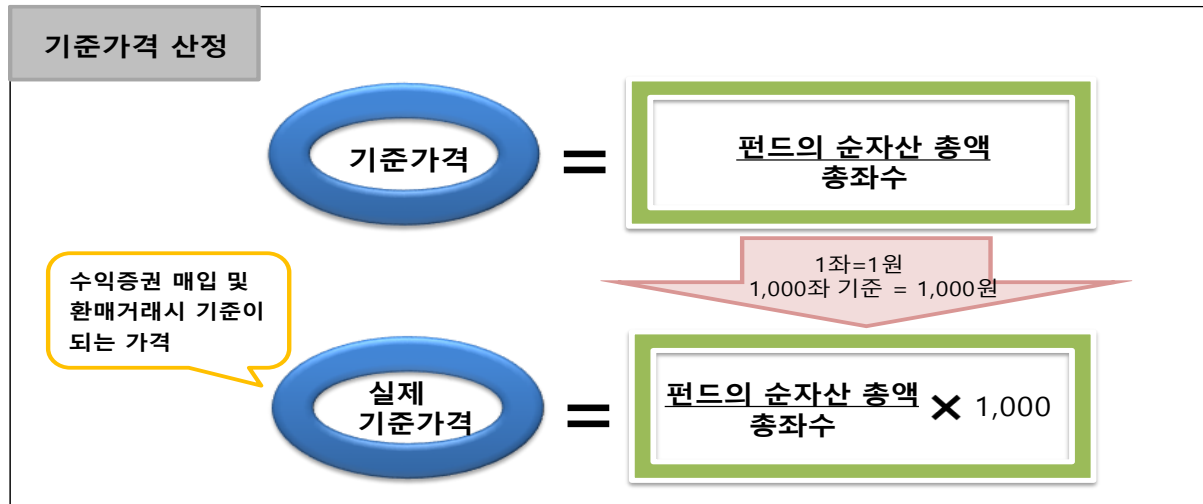 기준가격 산정
기준가격
=
펀드의 순자산 총액
총좌수
1좌=1원
1,000좌 기준 = 1,000원
수익증권 매입 및
환매거래시 기준이
되는 가격
실제
기준가격
=
펀드의 순자산 총액
총좌수
× 1,000